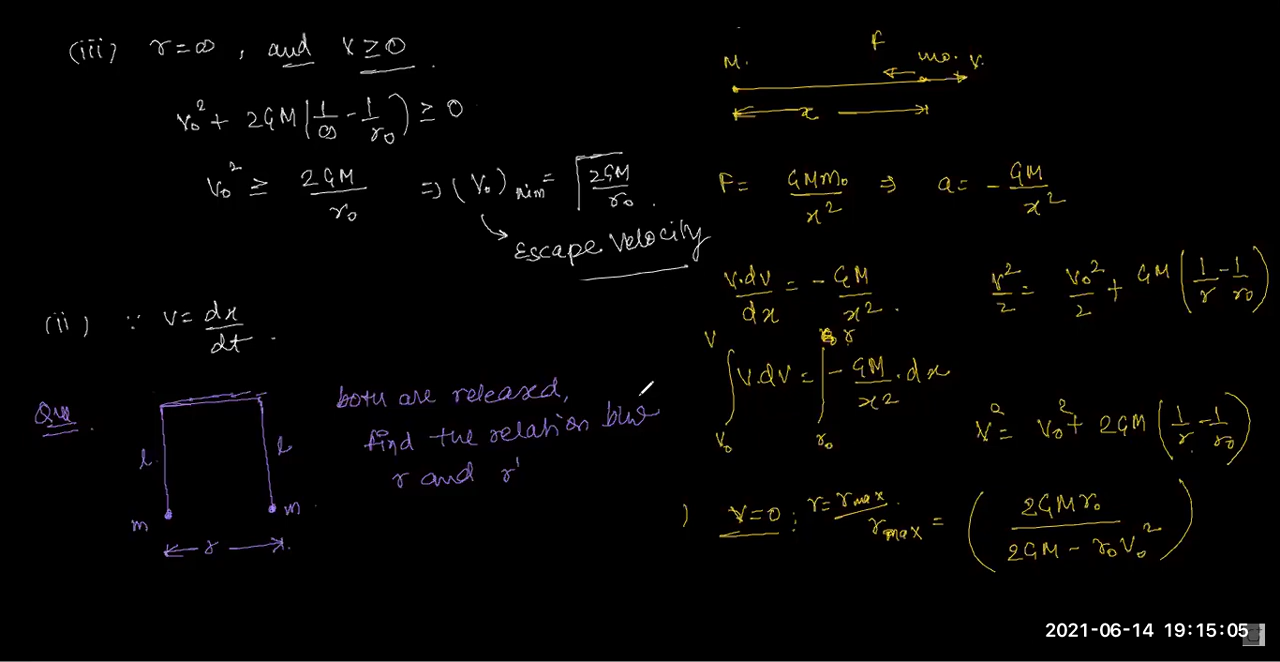 (iii) r = ∞ , and v ≥ 0 .
v₀² + 2GM(1/∞ - 1/r₀) ≥ 0
v₀² ≥ 2GM/r₀ ⇒ (v₀)min = √(2GM/r₀) .
Escape Velocity
(ii) ∵ v = dx/dt .
Que.
both are released,
find the relation btw
r and r'
l
l
m
m
r
M.
F
m₀.
v.
x
F = GMm₀/x² ⇒ a = - GM/x²
v.dv/dx = - GM/x² .
v²/2 = v₀²/2 + GM(1/r - 1/r₀)
∫v₀^v v.dv = ∫r₀^r - GM/x² . dx
v² = v₀² + 2GM(1/r - 1/r₀)
) v = 0 ; r = rmax .
rmax = (2GMr₀/(2GM - r₀v₀²))
2021-06-14 19:15:05